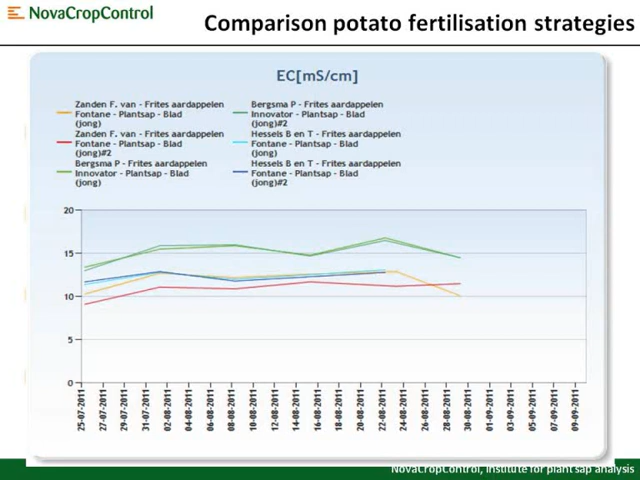 NovaCropControl
Comparison potato fertilisation strategies
EC[mS/cm]
Zanden F. van - Frites aardappelen
Fontane - Plantsap - Blad
(jong)
Zanden F. van - Frites aardappelen
Fontane - Plantsap - Blad
(jong)#2
Bergsma P - Frites aardappelen
Innovator - Plantsap - Blad
(jong)
Bergsma P - Frites aardappelen
Innovator - Plantsap - Blad
(jong)#2
Hessels B en T - Frites aardappelen
Fontane - Plantsap - Blad
(jong)
Hessels B en T - Frites aardappelen
Fontane - Plantsap - Blad
(jong)#2
20
15
10
5
0
25-07-2011
27-07-2011
29-07-2011
31-07-2011
02-08-2011
04-08-2011
06-08-2011
08-08-2011
10-08-2011
12-08-2011
14-08-2011
16-08-2011
18-08-2011
20-08-2011
22-08-2011
24-08-2011
26-08-2011
28-08-2011
30-08-2011
01-09-2011
03-09-2011
05-09-2011
07-09-2011
09-09-2011
NovaCropControl, institute for plant sap analysis